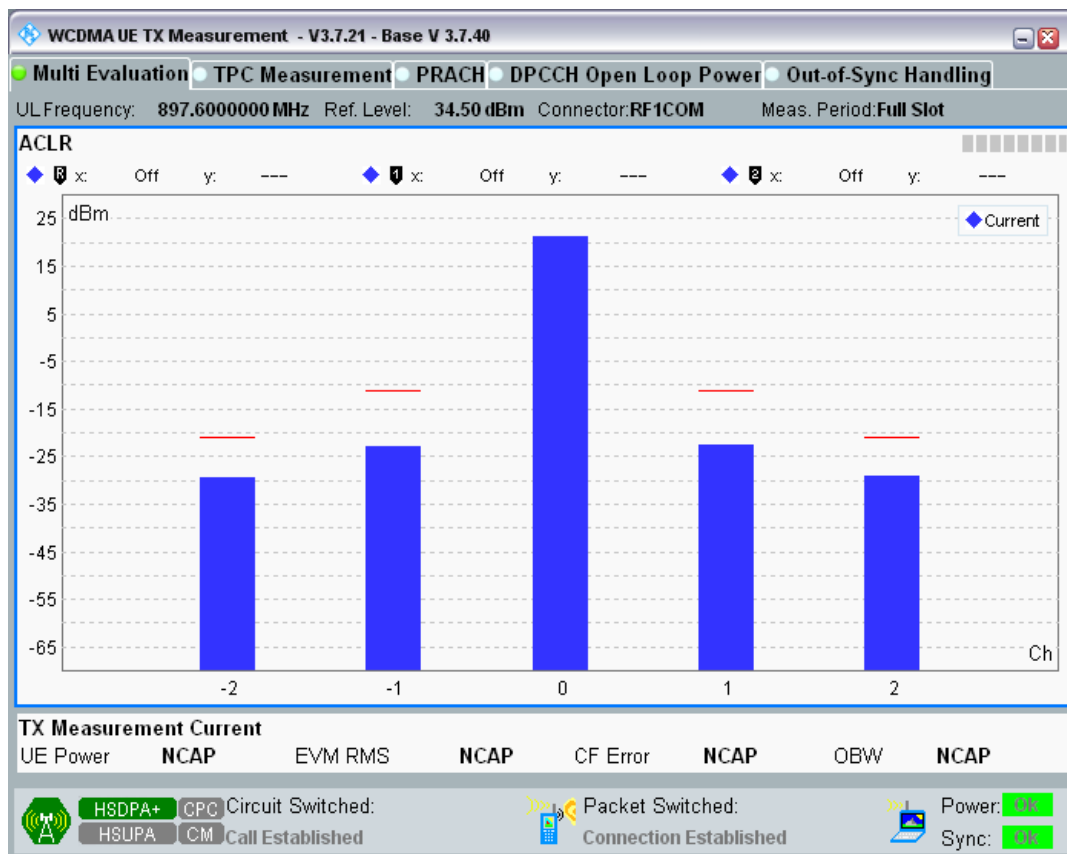 WCDMA UE TX Measurement - V3.7.21 - Base V 3.7.40
Multi Evaluation TPC Measurement PRACH DPCCH Open Loop Power Out-of-Sync Handling
UL Frequency: 897.6000000 MHz Ref. Level: 34.50 dBm Connector:RF1COM Meas. Period:Full Slot
ACLR
R x: Off y: --- 1 x: Off y: --- 2 x: Off y: ---
dBm
Current
25
15
5
-5
-15
-25
-35
-45
-55
-65
Ch
-2 -1 0 1 2
TX Measurement Current
UE Power NCAP EVM RMS NCAP CF Error NCAP OBW NCAP
HSDPA+ CPC Circuit Switched: Packet Switched: Power: Ok
HSUPA CM Call Established Connection Established Sync: Ok